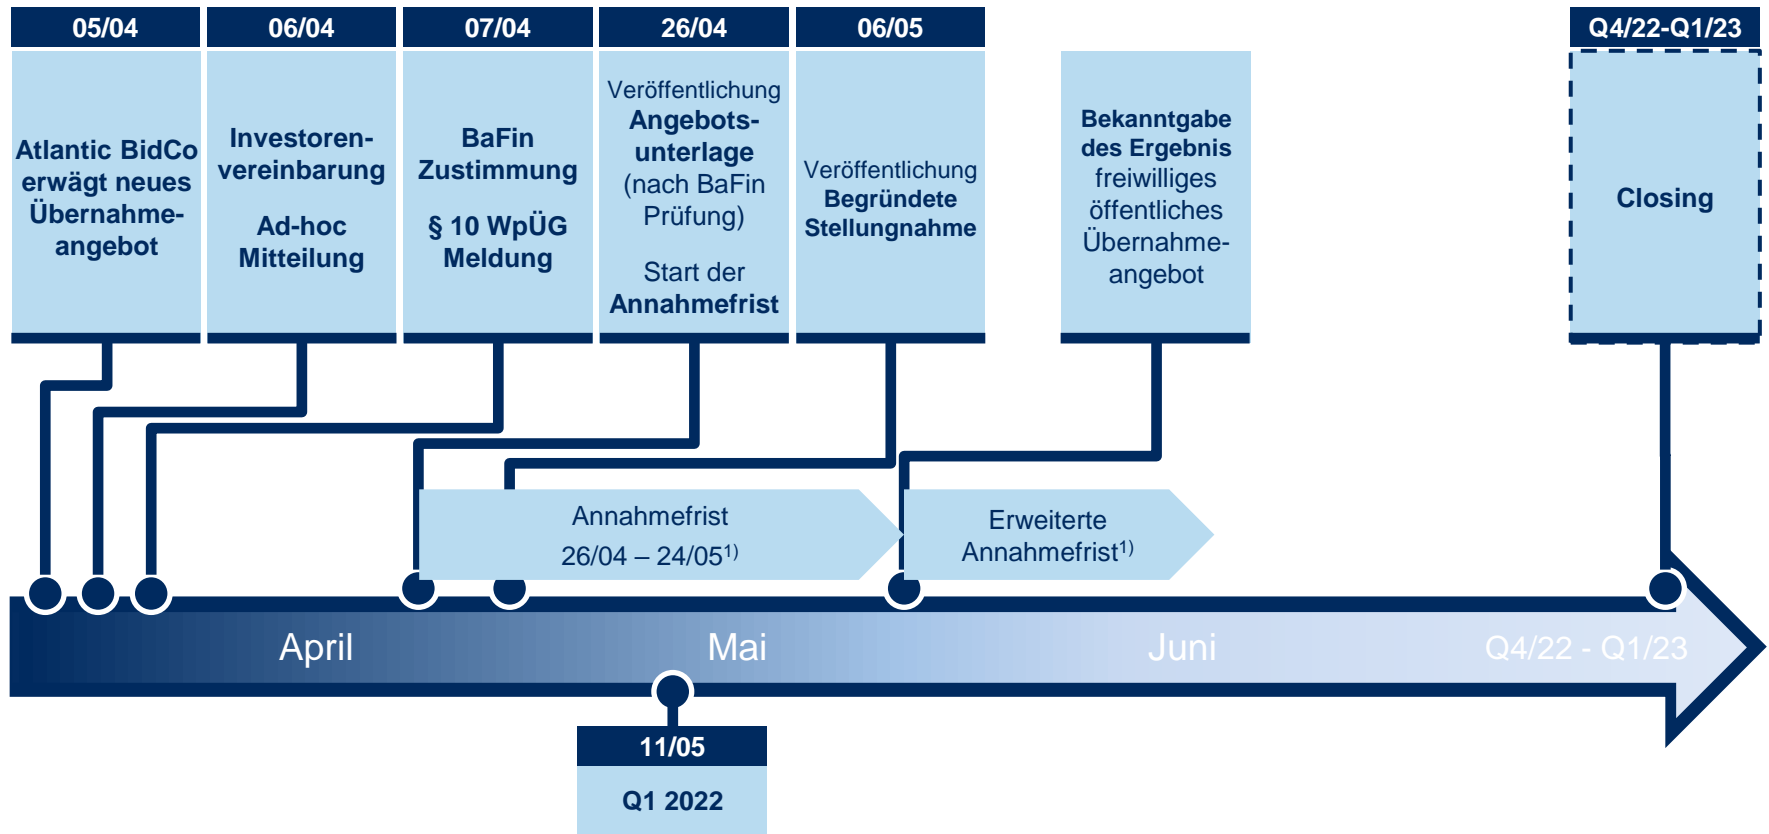 05/04
Atlantic BidCo
erwägt neues
Übernahme-
angebot
06/04
Investoren-
vereinbarung
Ad-hoc
Mitteilung
07/04
BaFin
Zustimmung
§ 10 WpÜG
Meldung
26/04
Veröffentlichung
Angebots-
unterlage
(nach BaFin
Prüfung)
Start der
Annahmefrist
06/05
Veröffentlichung
Begründete
Stellungnahme
Bekanntgabe
des Ergebnis
freiwilliges
öffentliches
Übernahme-
angebot
Q4/22-Q1/23
Closing
Annahmefrist
26/04 – 24/05¹⁾
Erweiterte
Annahmefrist¹⁾
April
Mai
Juni
Q4/22 - Q1/23
11/05
Q1 2022